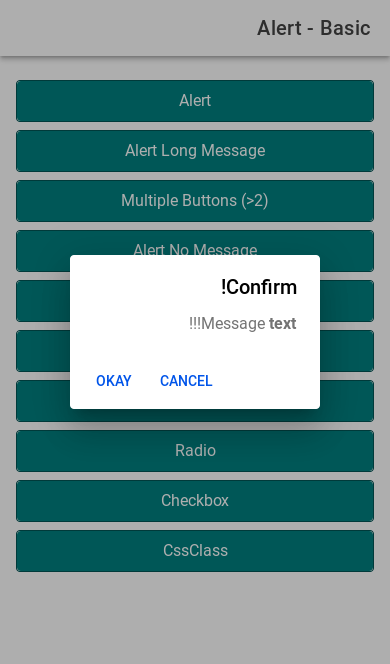 Alert - Basic
Alert
Alert Long Message
Multiple Buttons (>2)
Alert No Message
!Confirm
!!!Message text
OKAY CANCEL
Radio
Checkbox
CssClass